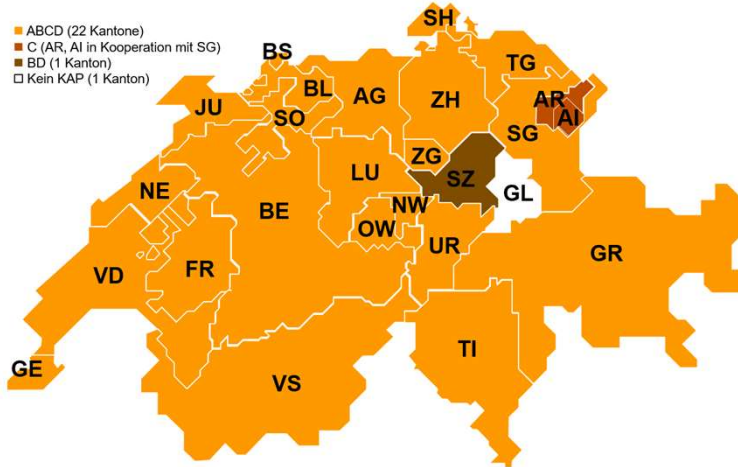 ABCD (22 Kantone)
C (AR, AI in Kooperation mit SG)
BD (1 Kanton)
Kein KAP (1 Kanton)
SH
BS
TG
BL
AG
ZH
JU
AR
AI
SO
SG
ZG
LU
SZ
NE
GL
NW
BE
OW
UR
GR
FR
VD
TI
GE
VS